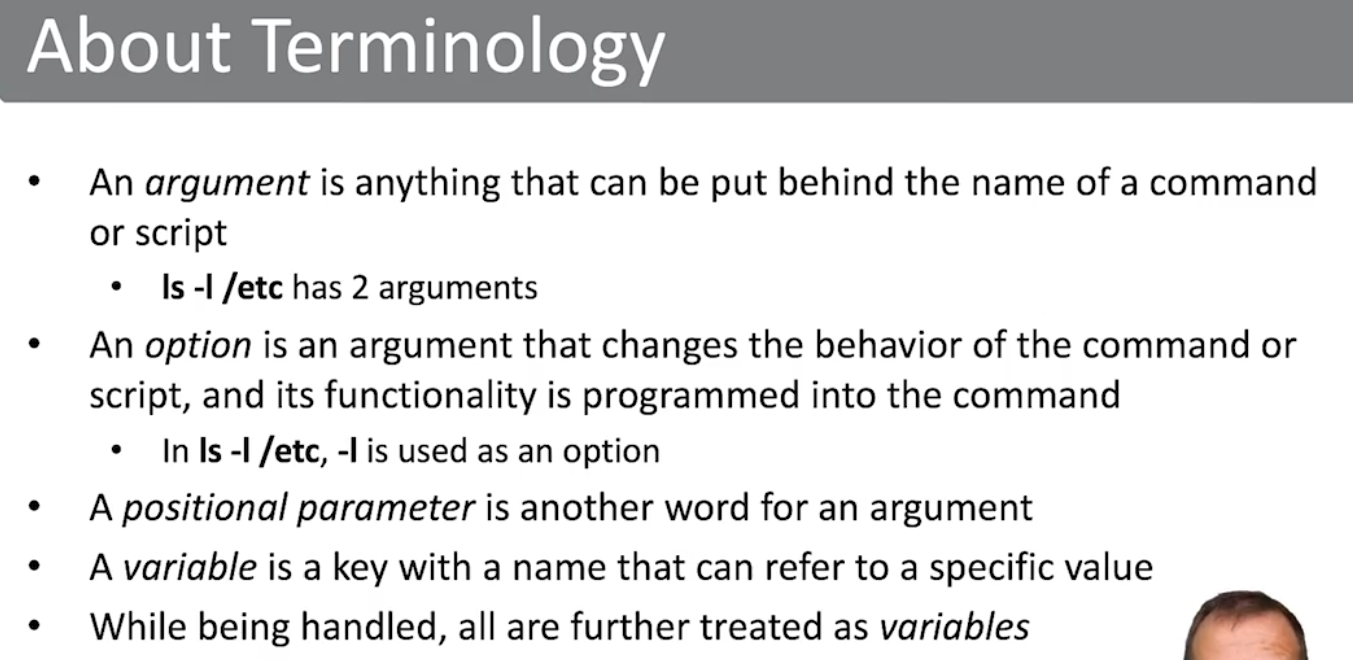 About Terminology
• An argument is anything that can be put behind the name of a command
or script
• ls -l /etc has 2 arguments
• An option is an argument that changes the behavior of the command or
script, and its functionality is programmed into the command
• In ls -l /etc, -l is used as an option
• A positional parameter is another word for an argument
• A variable is a key with a name that can refer to a specific value
• While being handled, all are further treated as variables